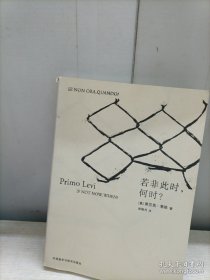 SE NON ORA, QUANDO?
Primo Levi
IF NOT NOW, WHEN?
若非此时，
何时？
[意]普里莫·莱维 著